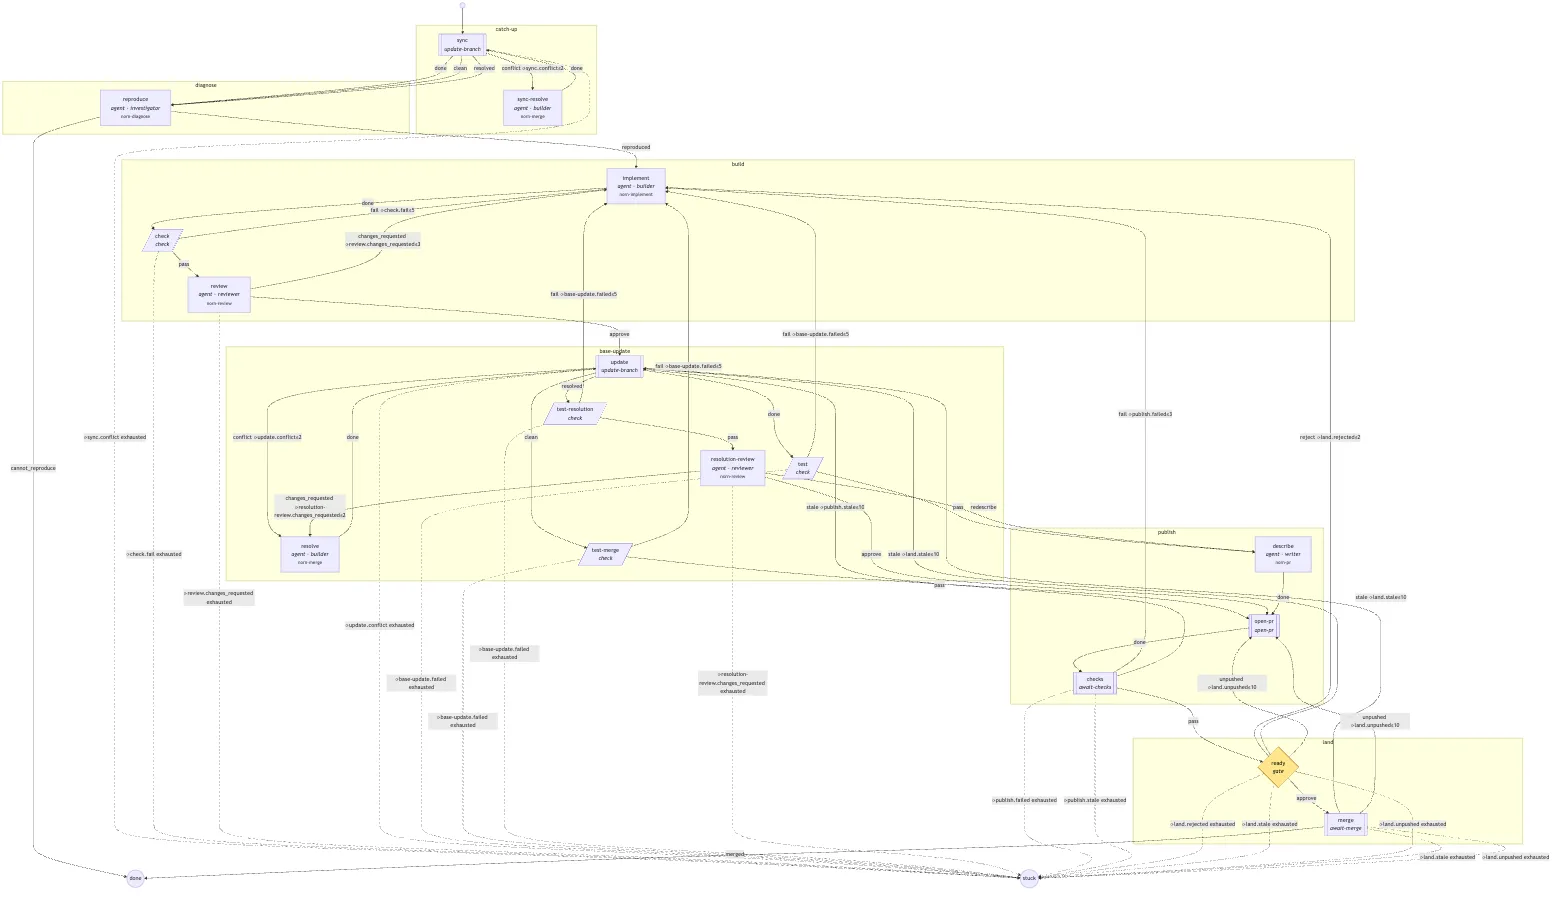 catch-up
sync
update-branch
done
clean
resolved
conflict ⟳sync.conflict≤2
done
diagnose
reproduce
agent · investigator
norn-diagnose
sync-resolve
agent · builder
norn-merge
reproduced
build
implement
agent · builder
norn-implement
done
fail ⟳check.fail≤5
check
check
changes_requested
⟳review.changes_requested≤3
pass
review
agent · reviewer
norn-review
fail ⟳base-update.failed≤5
approve
fail ⟳base-update.failed≤5
base-update
update
update-branch
fail ⟳base-update.failed≤5
resolved
test-resolution
check
done
fail ⟳publish.failed≤3
⟳sync.conflict exhausted
conflict ⟳update.conflict≤2
done
clean
pass
reject ⟳land.rejected≤2
cannot_reproduce
resolution-review
agent · reviewer
norn-review
test
check
changes_requested
⟳resolution-
review.changes_requested≤2
stale ⟳publish.stale≤10
pass
redescribe
publish
resolve
agent · builder
norn-merge
test-merge
check
approve
stale ⟳land.stale≤10
describe
agent · writer
norn-pr
⟳check.fail exhausted
⟳review.changes_requested
exhausted
pass
done
stale ⟳land.stale≤10
⟳update.conflict exhausted
open-pr
open-pr
⟳base-update.failed
exhausted
done
⟳base-update.failed
exhausted
⟳resolution-
review.changes_requested
exhausted
checks
await-checks
unpushed
⟳land.unpushed≤10
⟳base-update.failed
exhausted
pass
unpushed
⟳land.unpushed≤10
land
ready
gate
⟳publish.failed exhausted
⟳publish.stale exhausted
approve
⟳land.rejected exhausted
⟳land.stale exhausted
merge
await-merge
⟳land.unpushed exhausted
merged
⟳land.stale exhausted
⟳land.unpushed exhausted
done
stuck